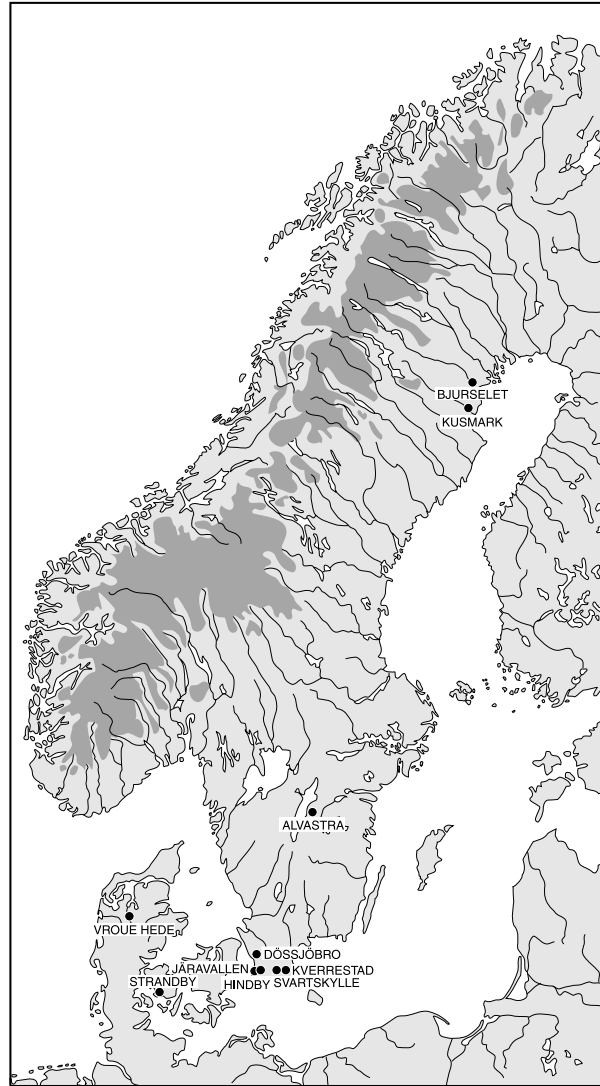 BJURSELET
KUSMARK
ALVASTRA
VROUE HEDE
DÖSSJÖBRO
JÄRAVALLEN
KVERRESTAD
STRANDBY
HINDBY
SVARTSKYLLE